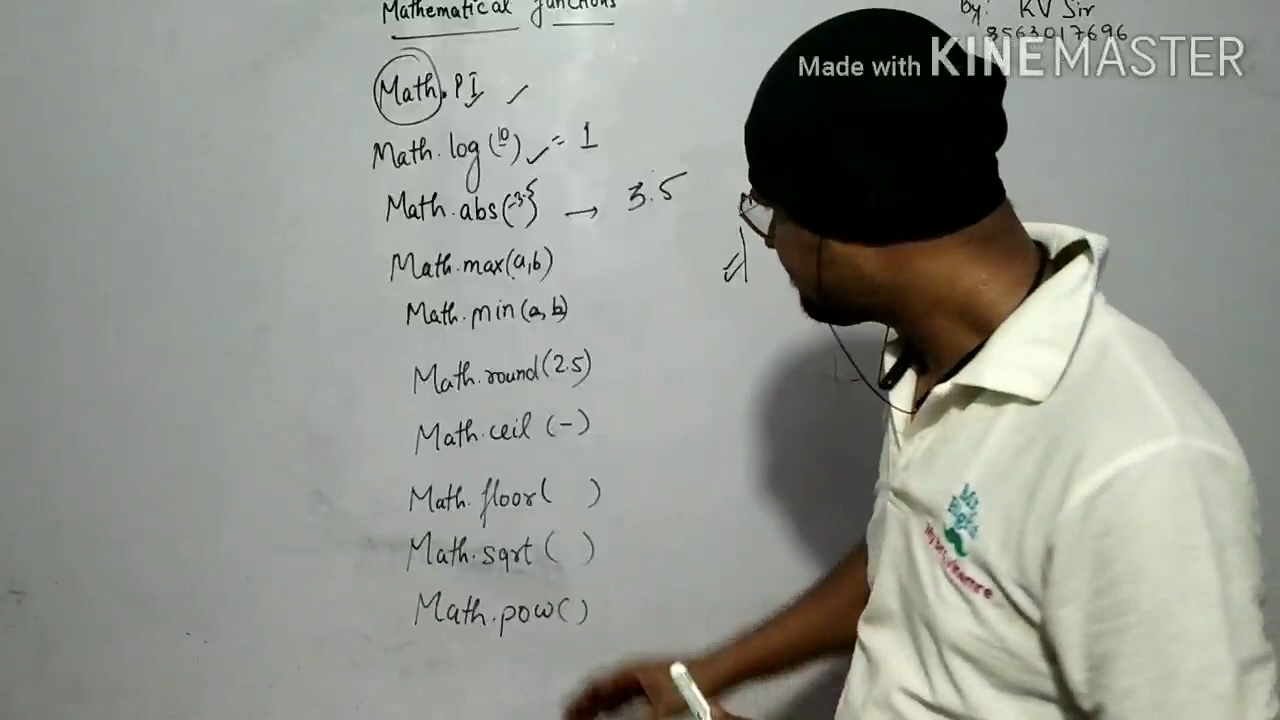 Mathematical functions
By: KV Sir
8563017696
Made with KINEMASTER
Math.PI
Math.log(10) = 1
Math.abs(-3.5) → 3.5
Math.max(a,b)
Math.min(a,b)
Math.round(2.5)
Math.ceil (-)
Math.floor( )
Math.sqrt ( )
Math.pow()